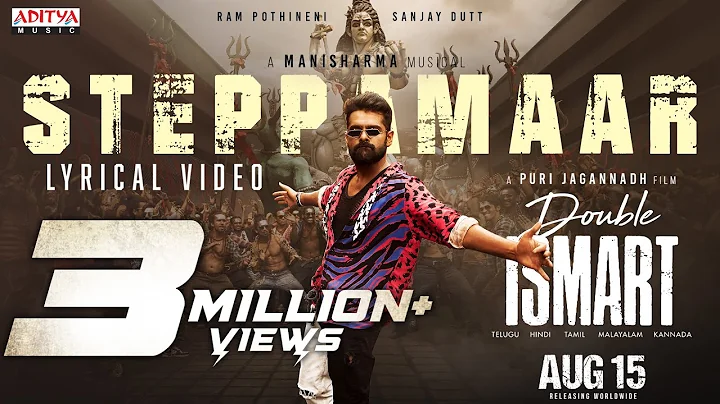 ADITYA
MUSIC
RAM POTHINENI SANJAY DUTT
A MANISHARMA MUSICAL
STEPPAMAAR
LYRICAL VIDEO
A PURI JAGANNADH FILM
Double
ISMART
TELUGU HINDI TAMIL MALAYALAM KANNADA
3 MILLION+
VIEWS
AUG 15
RELEASING WORLDWIDE